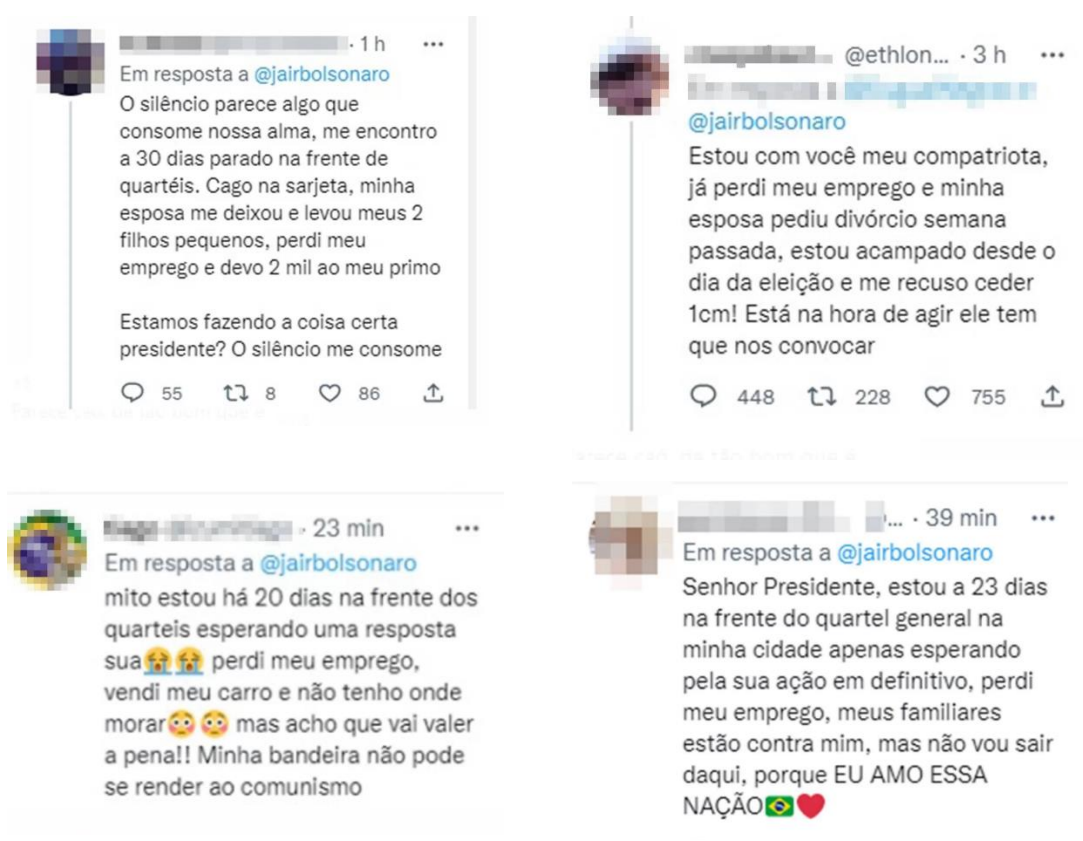 · 1 h ...
Em resposta a @jairbolsonaro
O silêncio parece algo que
consome nossa alma, me encontro
a 30 dias parado na frente de
quartéis. Cago na sarjeta, minha
esposa me deixou e levou meus 2
filhos pequenos, perdi meu
emprego e devo 2 mil ao meu primo
Estamos fazendo a coisa certa
presidente? O silêncio me consome
55 8 86
@ethlon... · 3 h ...
@jairbolsonaro
Estou com você meu compatriota,
já perdi meu emprego e minha
esposa pediu divórcio semana
passada, estou acampado desde o
dia da eleição e me recuso ceder
1cm! Está na hora de agir ele tem
que nos convocar
448 228 755
· 23 min ...
Em resposta a @jairbolsonaro
mito estou há 20 dias na frente dos
quarteis esperando uma resposta
sua😭😭 perdi meu emprego,
vendi meu carro e não tenho onde
morar😳😳 mas acho que vai valer
a pena!! Minha bandeira não pode
se render ao comunismo
... · 39 min ...
Em resposta a @jairbolsonaro
Senhor Presidente, estou a 23 dias
na frente do quartel general na
minha cidade apenas esperando
pela sua ação em definitivo, perdi
meu emprego, meus familiares
estão contra mim, mas não vou sair
daqui, porque EU AMO ESSA
NAÇÃO🇧🇷❤️